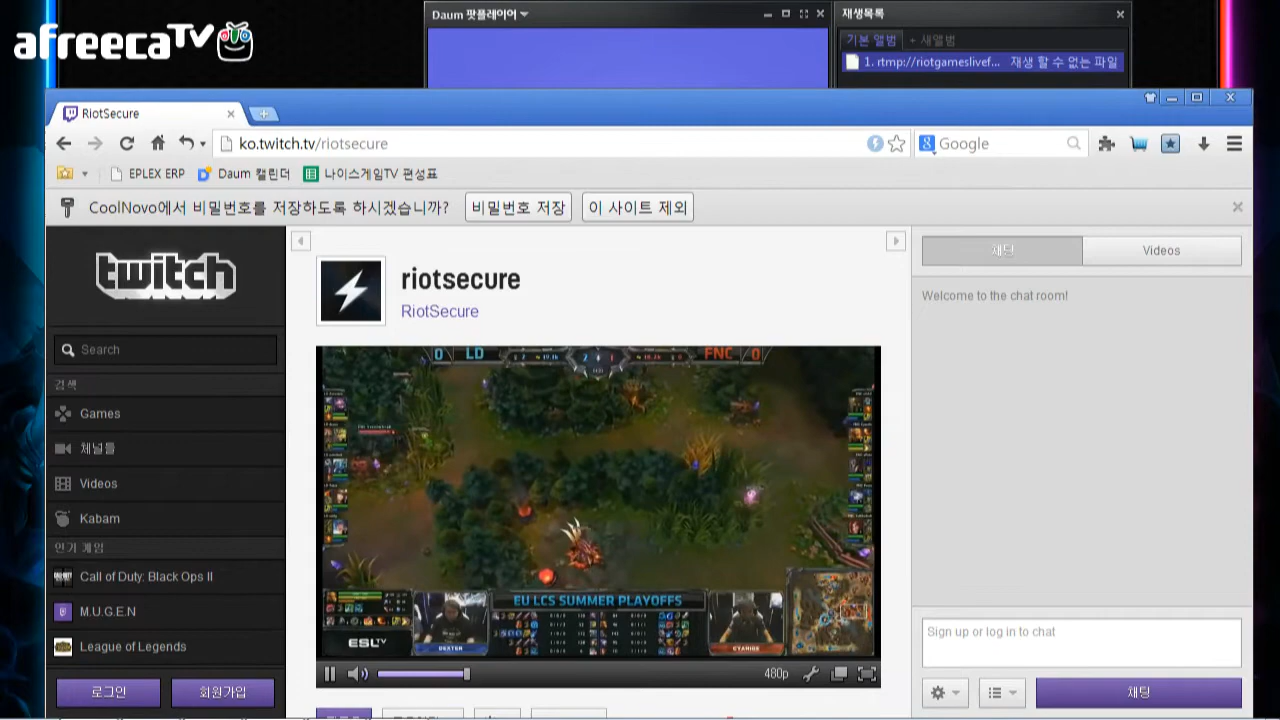 afreecaTV
Daum 팟플레이어
재생목록
기본 앨범 + 새앨범
1. rtmp://riotgameslivef... 재생 할 수 없는 파일
RiotSecure
ko.twitch.tv/riotsecure
Google
EPLEX ERP Daum 캘린더 나이스게임TV 편성표
CoolNovo에서 비밀번호를 저장하도록 하시겠습니까? 비밀번호 저장 이 사이트 제외
twitch
Search
검색
Games
채널들
Videos
Kabam
인기 게임
Call of Duty: Black Ops II
M.U.G.E.N
League of Legends
로그인 회원가입
riotsecure
RiotSecure
0 LD 2 1 FNC 0
EU LCS SUMMER PLAYOFFS
ESLTV
DEXTER CYANIDE
480p
채팅 Videos
Welcome to the chat room!
Sign up or log in to chat
채팅